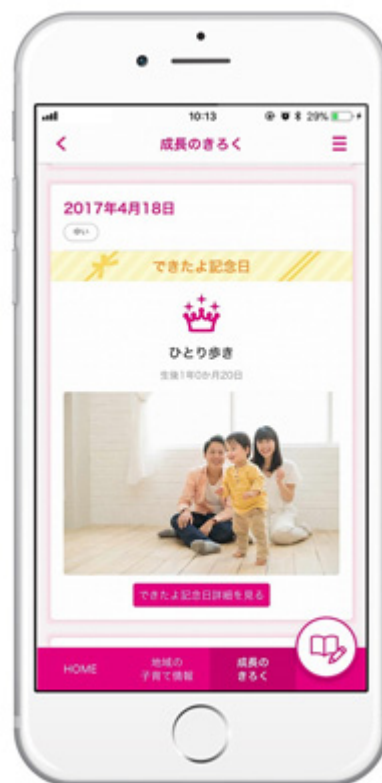 10:13
29%
成長のきろく
2017年4月18日
ゆい
できたよ記念日
ひとり歩き
生後1年0か月20日
できたよ記念日詳細を見る
HOME
地域の
子育て情報
成長の
きろく